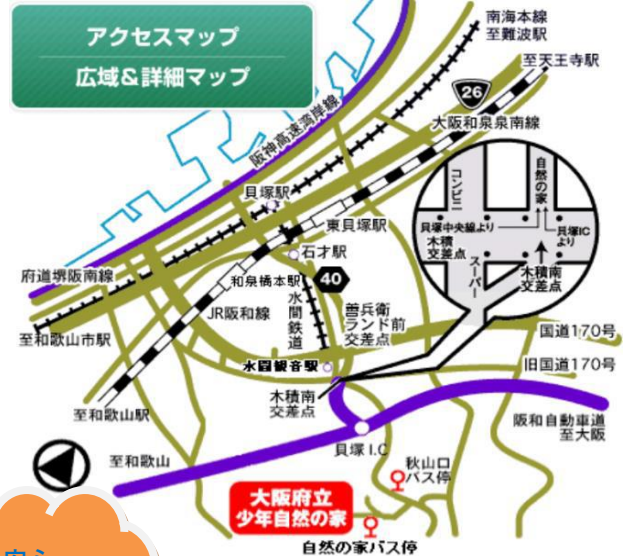 アクセスマップ
広域&詳細マップ
南海本線
至難波駅
至天王寺駅
26
大阪和泉泉南線
阪神高速湾岸線
貝塚駅
東貝塚駅
石才駅
和泉橋本駅
40
水間鉄道
善兵衛
ランド前
交差点
府道堺阪南線
JR阪和線
至和歌山市駅
水間観音駅
木積南
交差点
至和歌山駅
コンビニ
自然の家
貝塚中央線より
木積
交差点
貝塚IC
より
スーパー
木積南
交差点
国道170号
旧国道170号
阪和自動車道
至大阪
貝塚I.C
至和歌山
秋山口
バス停
大阪府立
少年自然の家
自然の家バス停